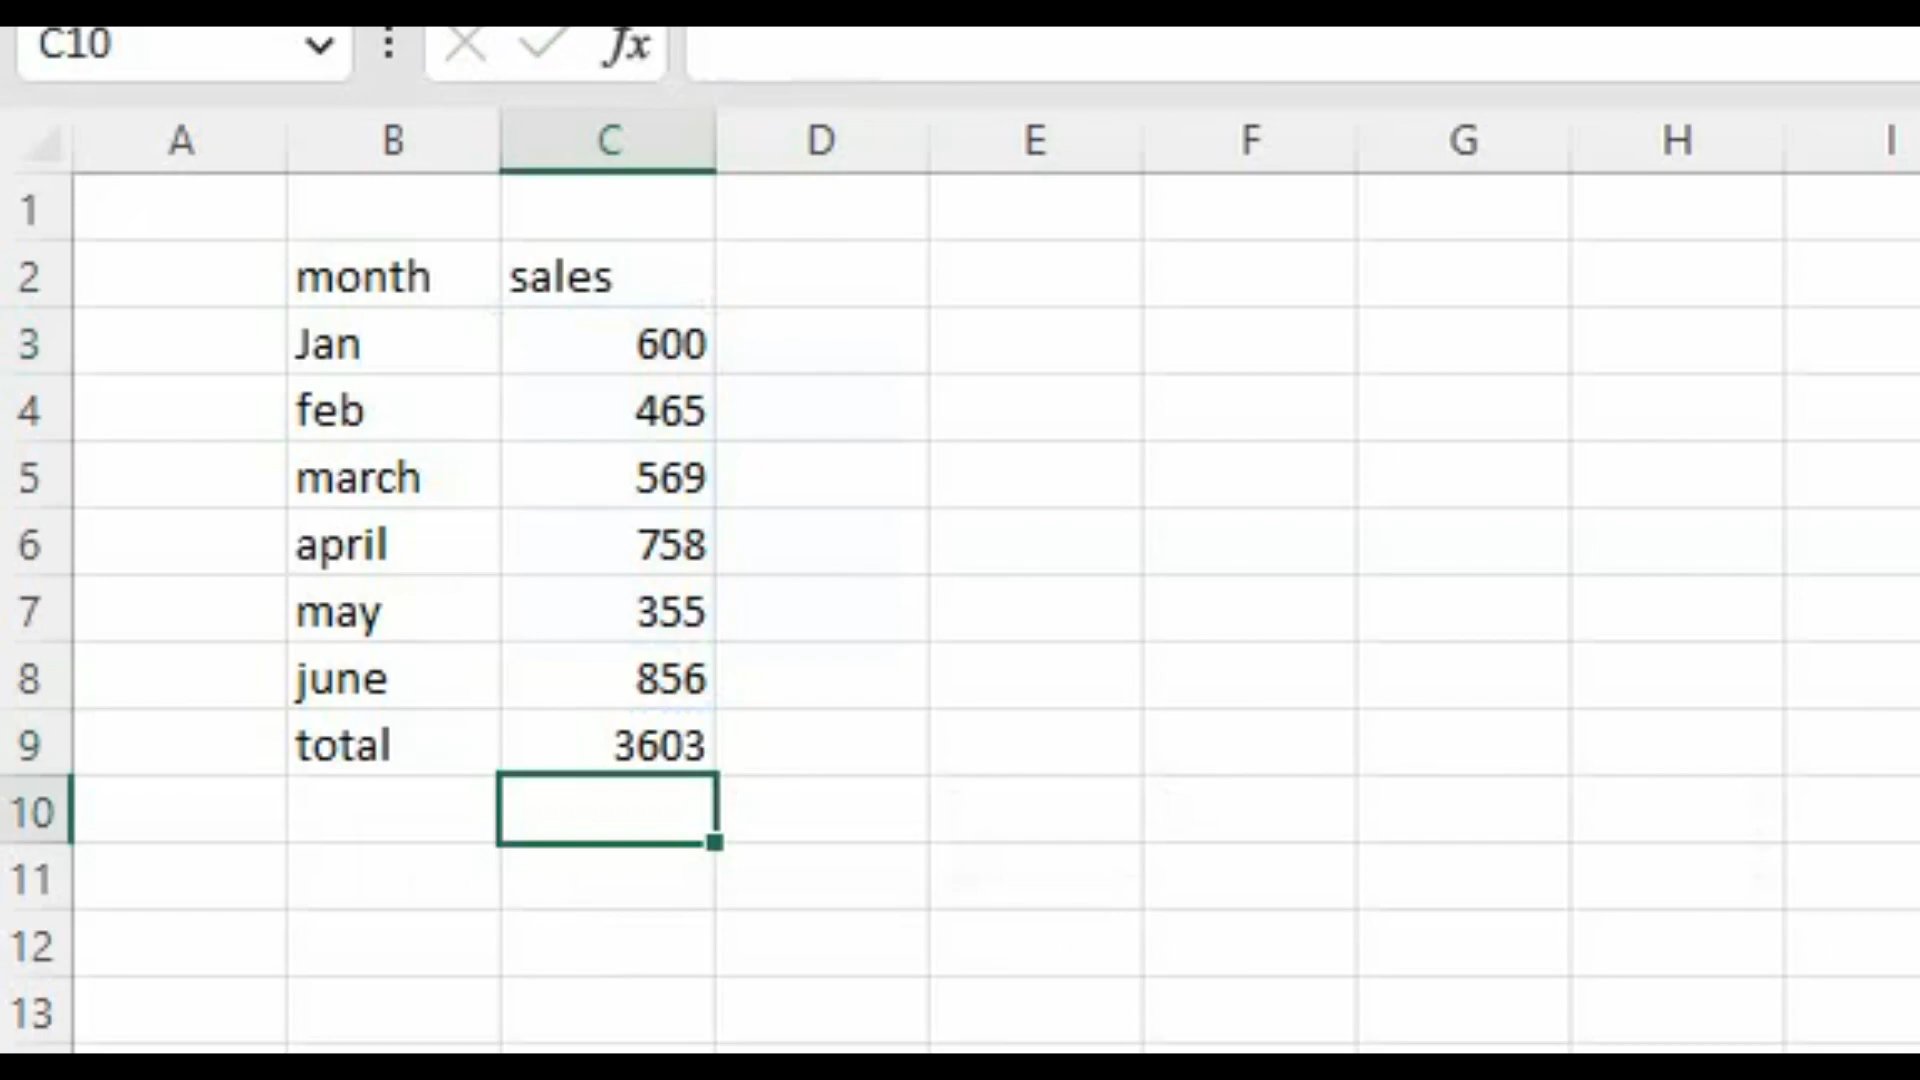 C10 fx
A B C D E F G H I
1
2 month sales
3 Jan 600
4 feb 465
5 march 569
6 april 758
7 may 355
8 june 856
9 total 3603
10
11
12
13